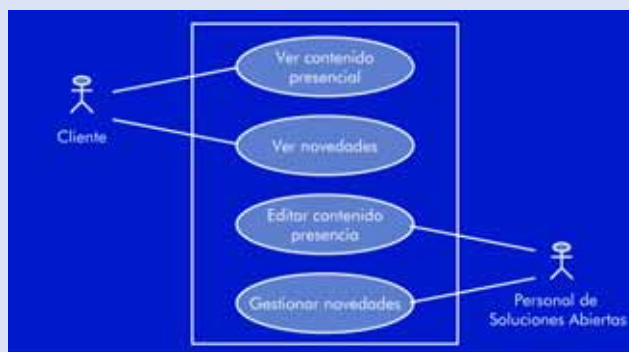 Ver contenido
presencial
Cliente
Ver novedades
Editar contenido
presencia
Gestionar novedades
Personal de
Soluciones Abiertas